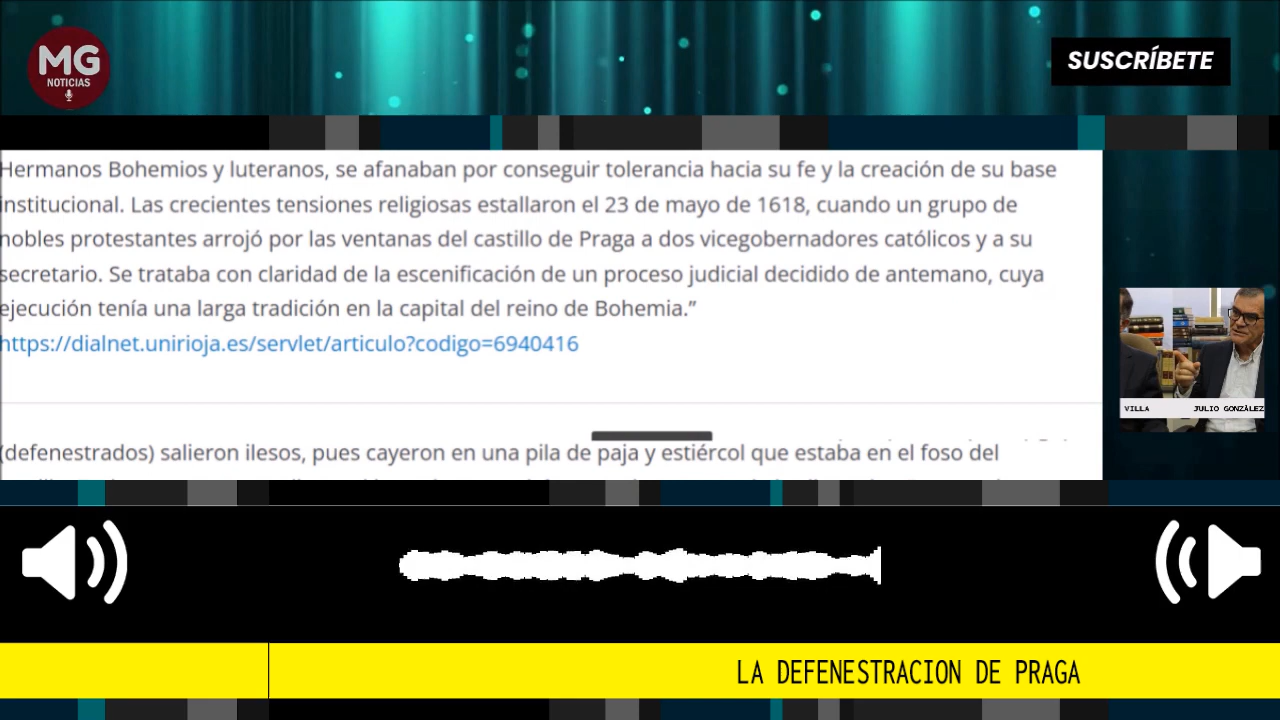 MG
NOTICIAS
SUSCRÍBETE
Hermanos Bohemios y luteranos, se afanaban por conseguir tolerancia hacia su fe y la creación de su base
institucional. Las crecientes tensiones religiosas estallaron el 23 de mayo de 1618, cuando un grupo de
nobles protestantes arrojó por las ventanas del castillo de Praga a dos vicegobernadores católicos y a su
secretario. Se trataba con claridad de la escenificación de un proceso judicial decidido de antemano, cuya
ejecución tenía una larga tradición en la capital del reino de Bohemia.”
https://dialnet.unirioja.es/servlet/articulo?codigo=6940416
(defenestrados) salieron ilesos, pues cayeron en una pila de paja y estiércol que estaba en el foso del
VILLA JULIO GONZÀLEZ
LA DEFENESTRACION DE PRAGA